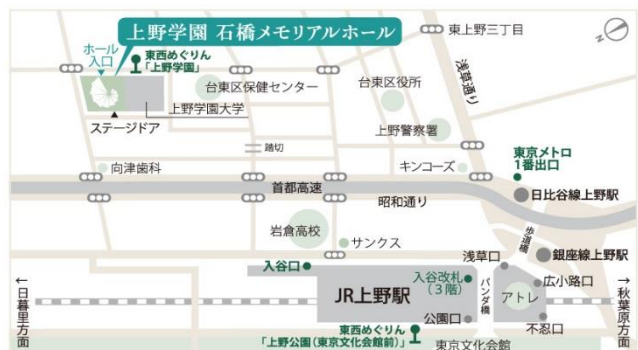 上野学園 石橋メモリアルホール
N
東上野三丁目
ホール
入口
東西めぐりん
「上野学園」
台東区保健センター
台東区役所
浅草通り
上野学園大学
ステージドア
上野警察署
東京メトロ
1番出口
踏切
向津歯科
キンコーズ
首都高速
日比谷線上野駅
昭和通り
岩倉高校
サンクス
歩道橋
浅草口
銀座線上野駅
入谷口
入谷改札
(3階)
広小路口
JR上野駅
パンダ橋
アトレ
←日暮里方面
→秋葉原方面
公園口
不忍口
東西めぐりん
「上野公園(東京文化会館前)」
東京文化会館